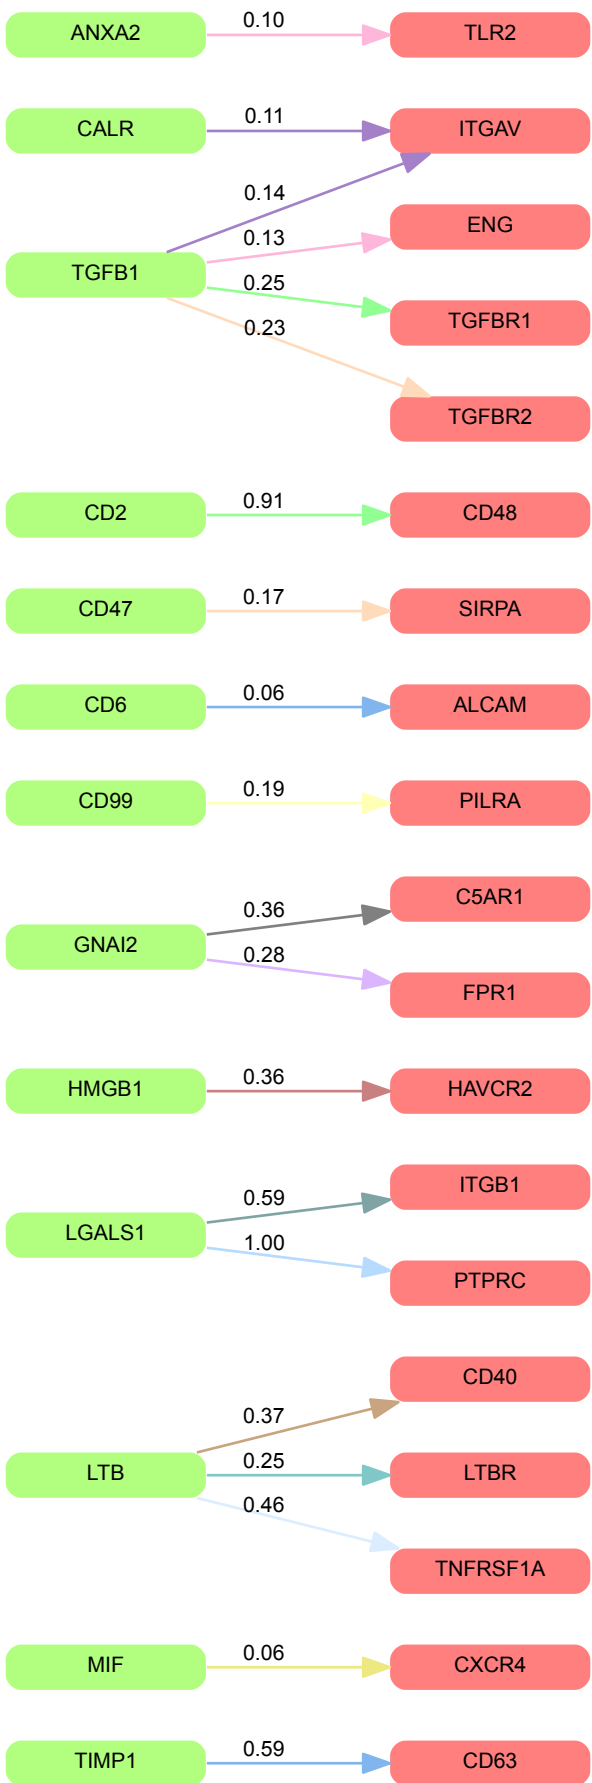 ANXA2 0.10 TLR2
CALR 0.11 ITGAV
0.14
ENG
0.13
TGFB1
0.25
TGFBR1
0.23
TGFBR2
CD2 0.91 CD48
CD47 0.17 SIRPA
CD6 0.06 ALCAM
CD99 0.19 PILRA
C5AR1
0.36
GNAI2
0.28
FPR1
HMGB1 0.36 HAVCR2
ITGB1
0.59
LGALS1
1.00
PTPRC
CD40
0.37
LTB 0.25 LTBR
0.46
TNFRSF1A
MIF 0.06 CXCR4
TIMP1 0.59 CD63